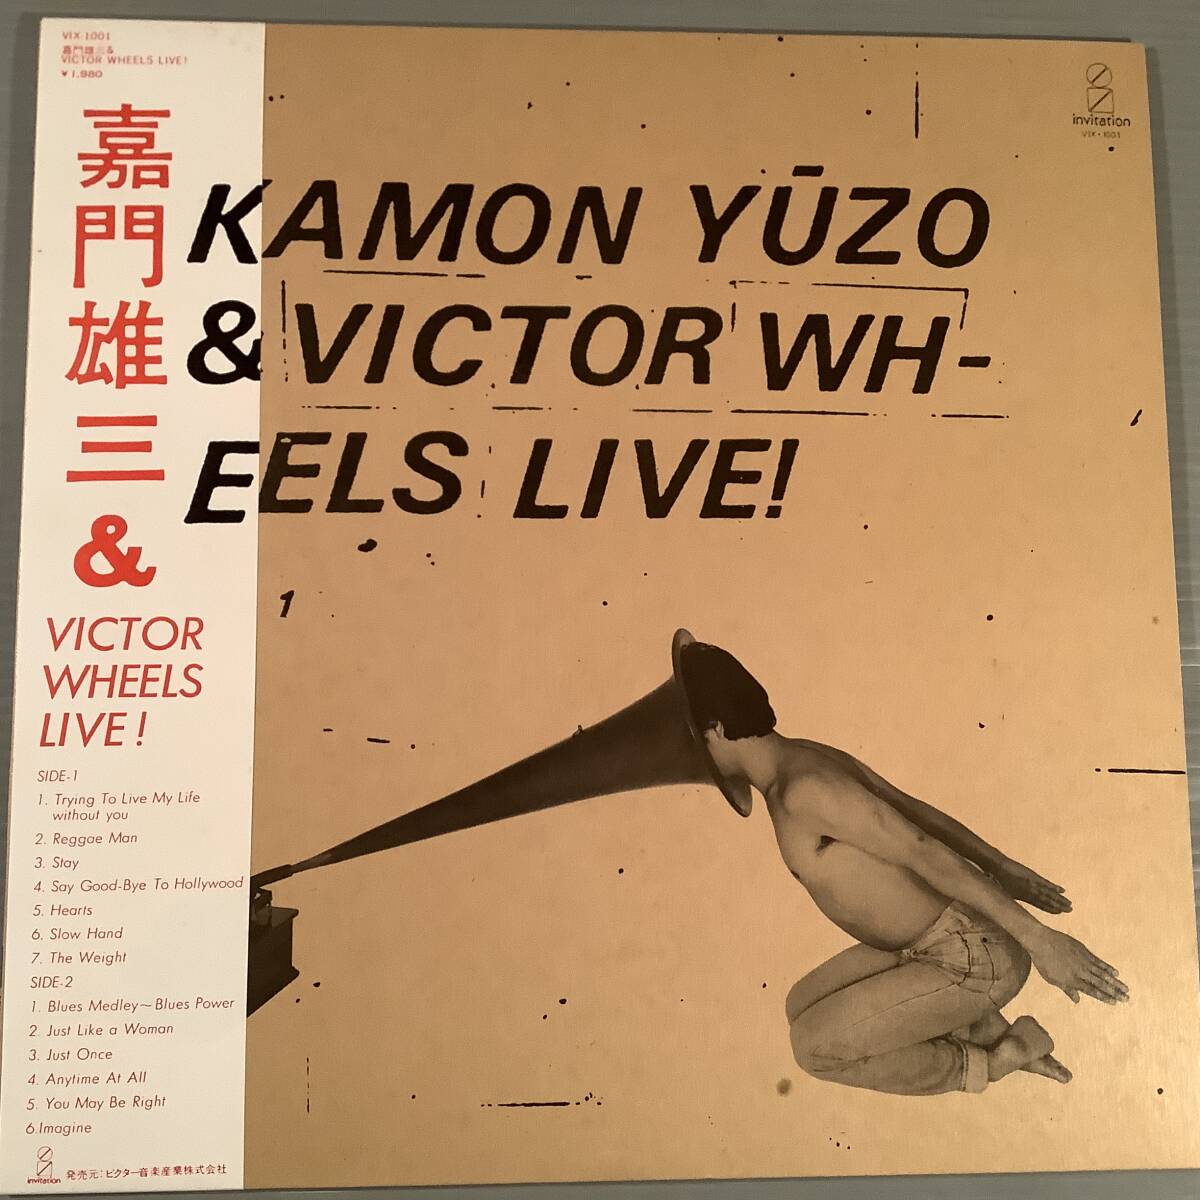 VIX-1001
嘉門雄三&
VICTOR WHEELS LIVE!
¥1,980
嘉門雄三&
VICTOR
WHEELS
LIVE!
SIDE-1
1. Trying To Live My Life
without you
2. Reggae Man
3. Stay
4. Say Good-Bye To Hollywood
5. Hearts
6. Slow Hand
7. The Weight
SIDE-2
1. Blues Medley~Blues Power
2. Just Like a Woman
3. Just Once
4. Anytime At All
5. You May Be Right
6.Imagine
invitation
発売元:ビクター音楽産業株式会社
KAMON YŪZO
& VICTOR WH-
EELS LIVE!
1
invitation
VIX・1001